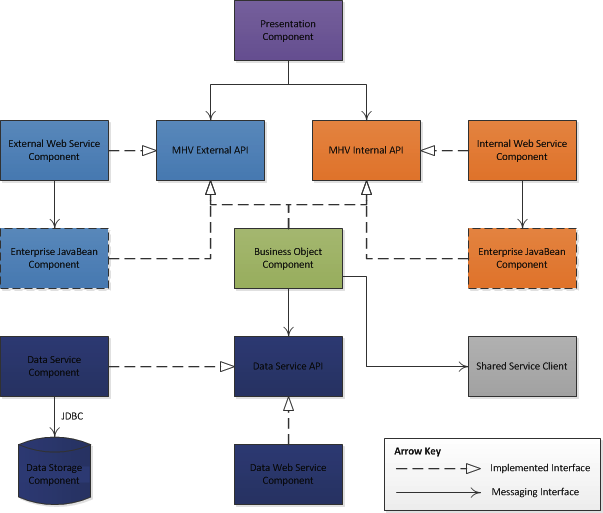 Presentation
Component
External Web Service
Component
MHV External API
MHV Internal API
Internal Web Service
Component
Enterprise JavaBean
Component
Business Object
Component
Enterprise JavaBean
Component
Data Service
Component
Data Service API
Shared Service Client
JDBC
Data Storage
Component
Data Web Service
Component
Arrow Key
Implemented Interface
Messaging Interface